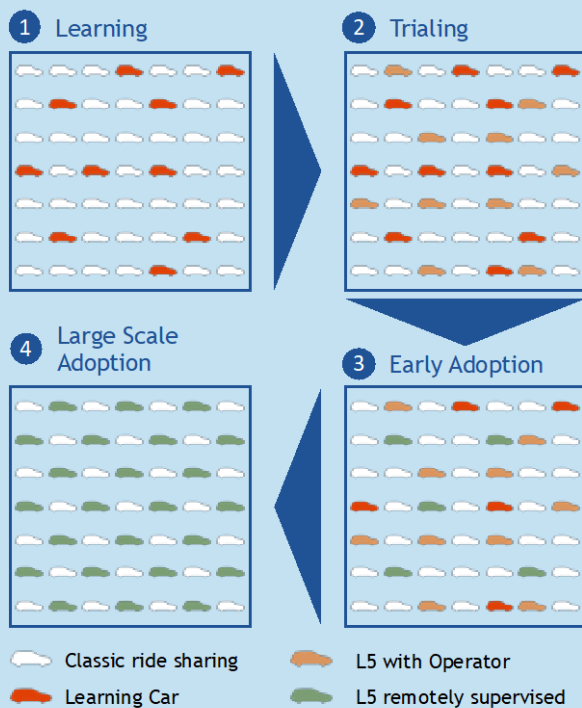 1 Learning
2 Trialing
4 Large Scale
Adoption
3 Early Adoption
Classic ride sharing
L5 with Operator
Learning Car
L5 remotely supervised